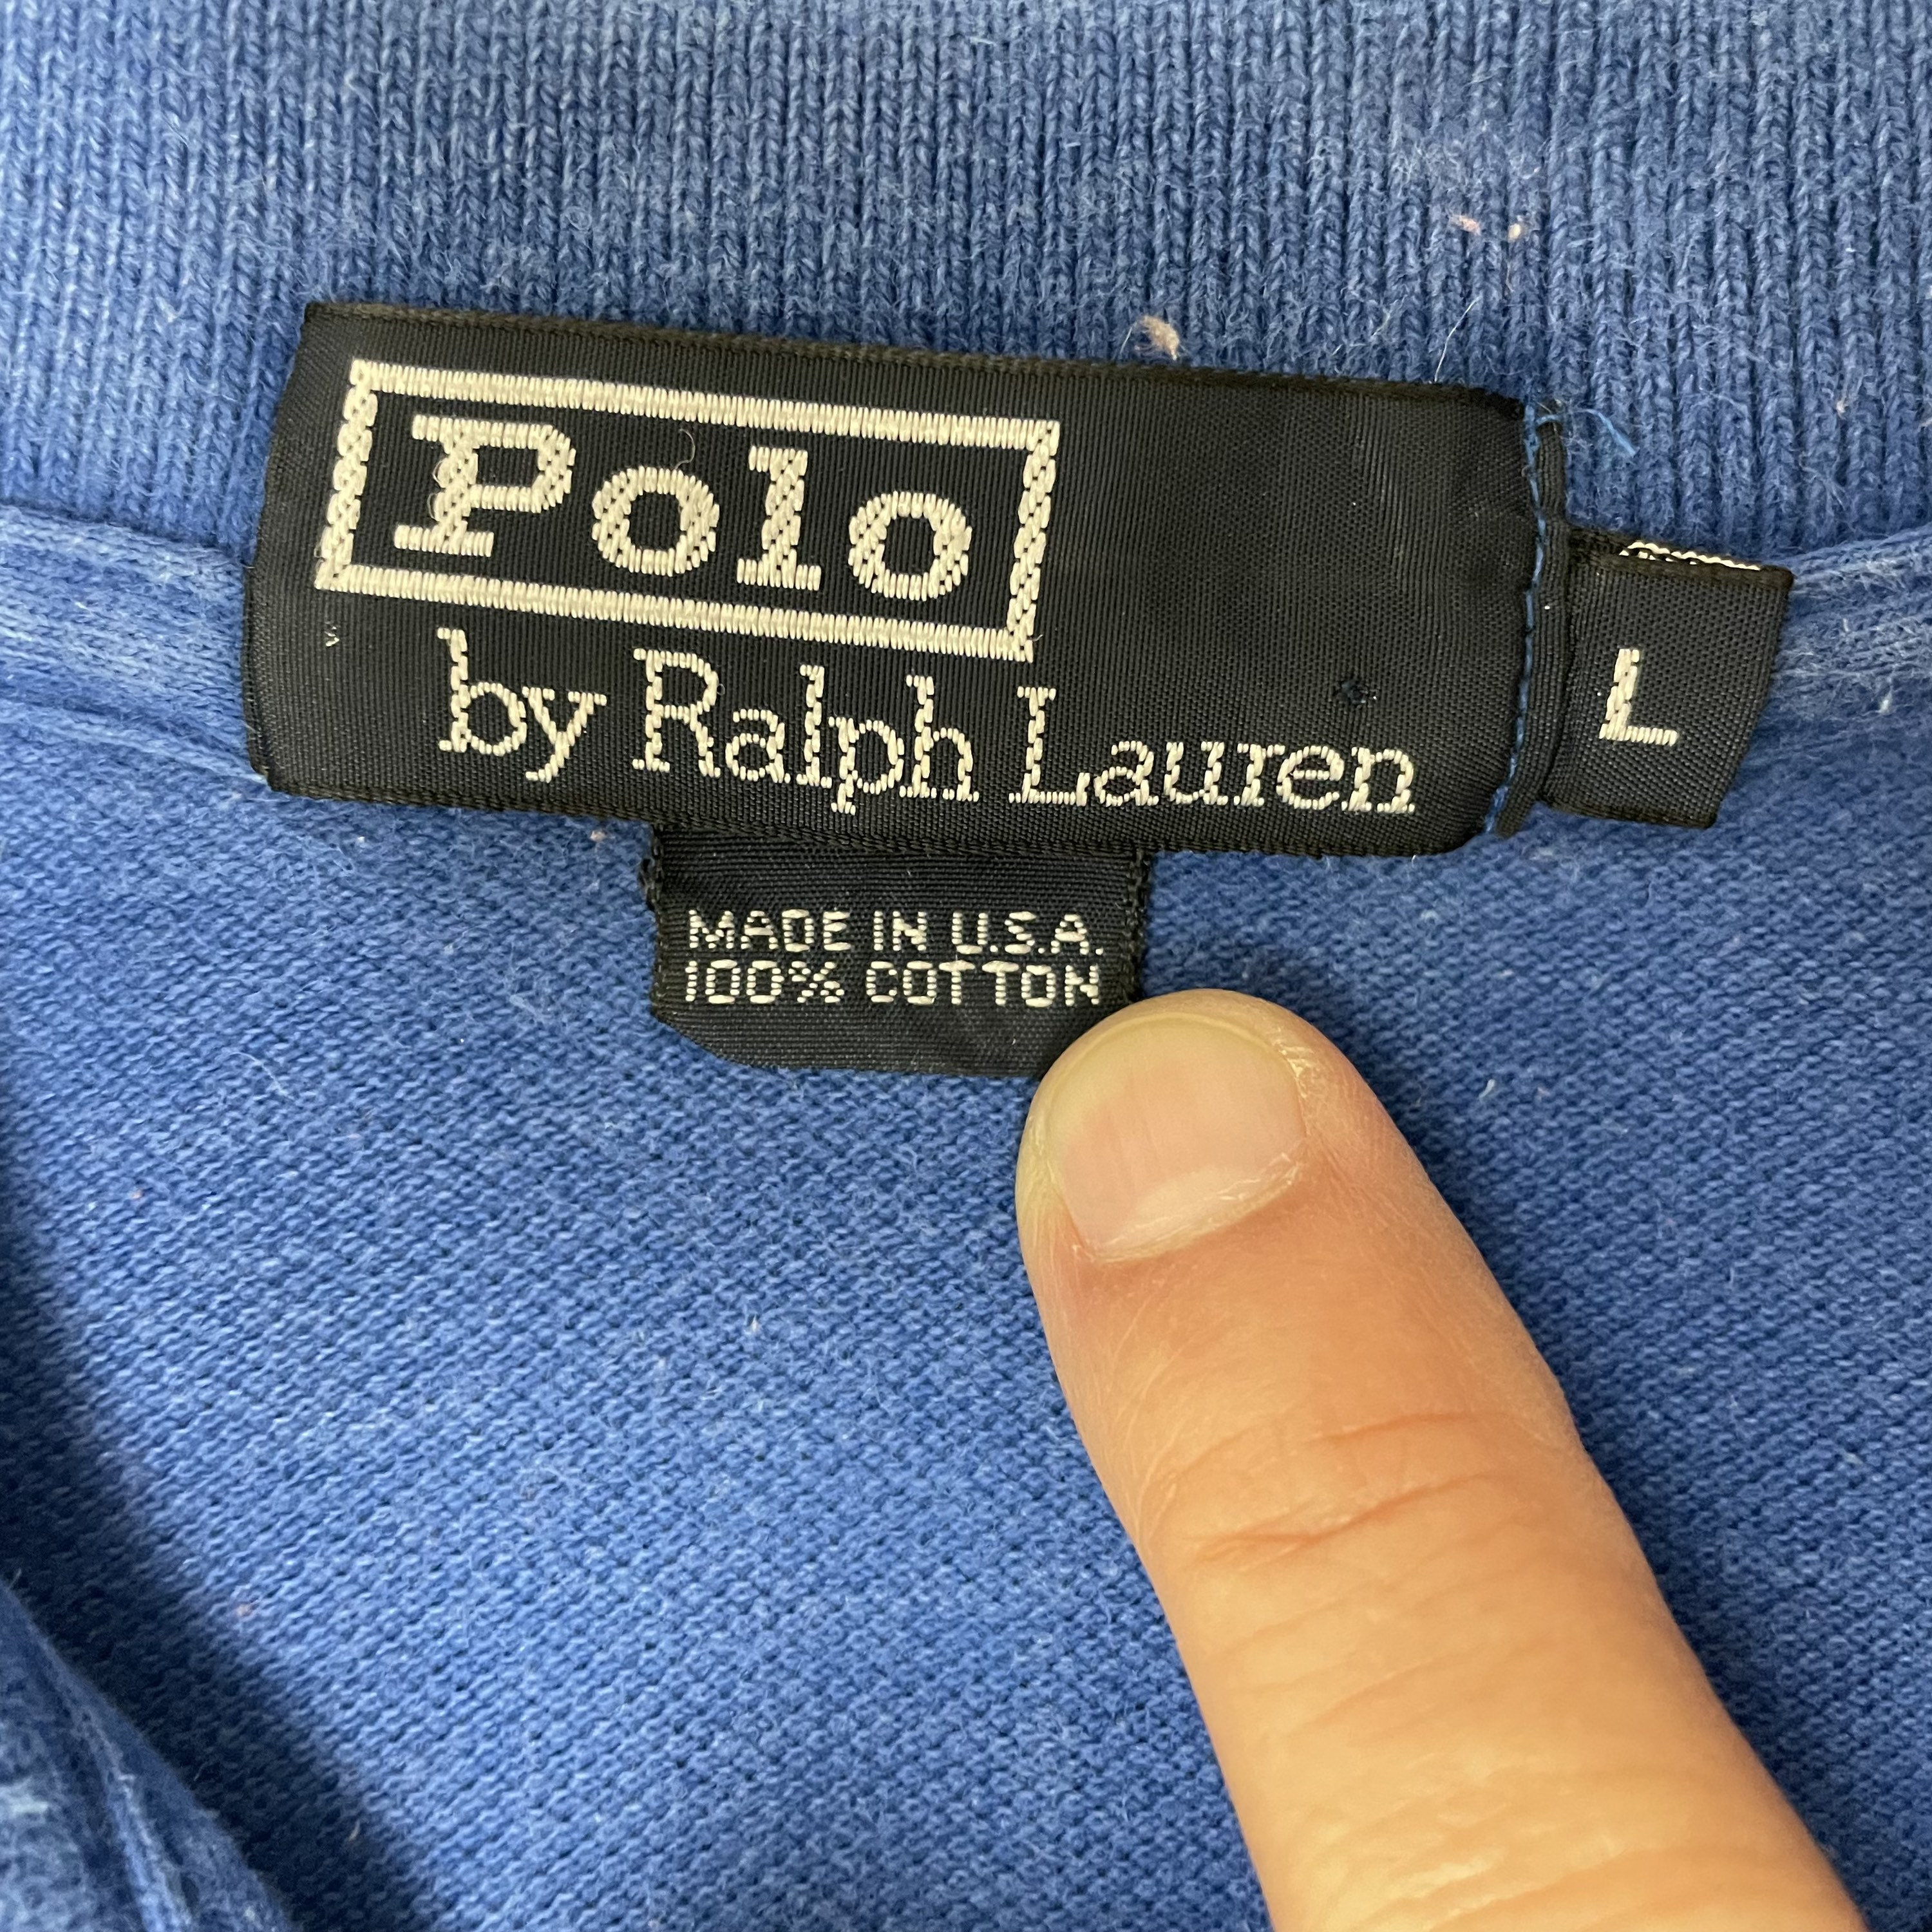 Polo
by Ralph Lauren
L
MADE IN U.S.A.
100% COTTON